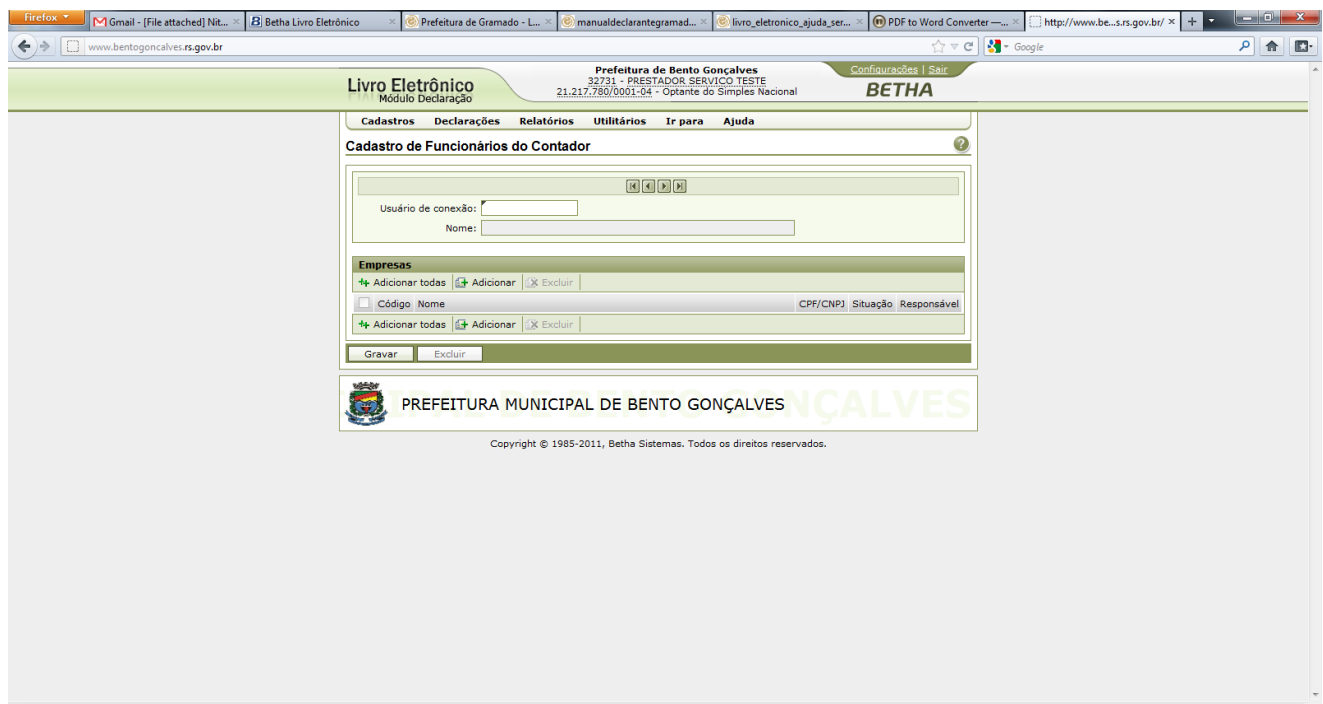 Firefox
Gmail - [File attached] Nit...
Betha Livro Eletrônico
Prefeitura de Gramado - L...
manualdeclarantegramad...
livro_eletronico_ajuda_ser...
PDF to Word Converter —...
http://www.be...s.rs.gov.br/
www.bentogoncalves.rs.gov.br
Google
Livro Eletrônico
Módulo Declaração
Prefeitura de Bento Gonçalves
32731 - PRESTADOR SERVICO TESTE
21.217.780/0001-04 - Optante do Simples Nacional
Configurações | Sair
BETHA
Cadastros Declarações Relatórios Utilitários Ir para Ajuda
Cadastro de Funcionários do Contador
Usuário de conexão:
Nome:
Empresas
Adicionar todas Adicionar Excluir
Código Nome CPF/CNPJ Situação Responsável
Adicionar todas Adicionar Excluir
Gravar Excluir
PREFEITURA MUNICIPAL DE BENTO GONÇALVES
Copyright © 1985-2011, Betha Sistemas. Todos os direitos reservados.